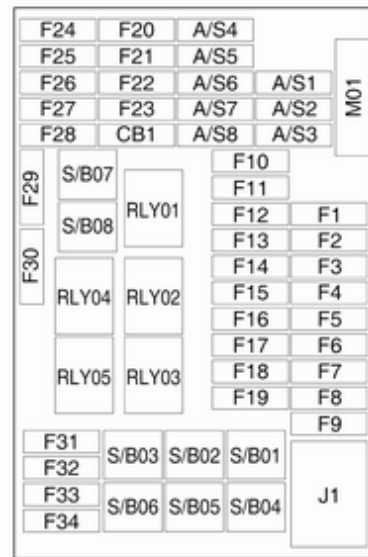 F24 F20 A/S4
F25 F21 A/S5
F26 F22 A/S6 A/S1
F27 F23 A/S7 A/S2
F28 CB1 A/S8 A/S3
M01
F29
F30
S/B07
S/B08
RLY01
RLY04 RLY02
RLY05 RLY03
F10
F11
F12 F1
F13 F2
F14 F3
F15 F4
F16 F5
F17 F6
F18 F7
F19 F8
F9
F31
F32
F33
F34
S/B03 S/B02 S/B01
S/B06 S/B05 S/B04
J1